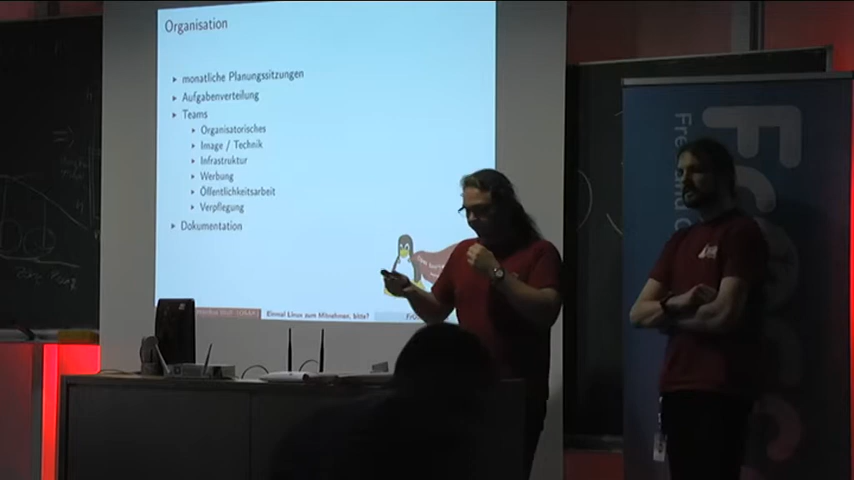 Organisation
monatliche Planungssitzungen
Aufgabenverteilung
Teams
Organisatorisches
Image / Technik
Infrastruktur
Werbung
Öffentlichkeitsarbeit
Verpflegung
Dokumentation
Einmal Linux zum Mitnehmen, bitte?